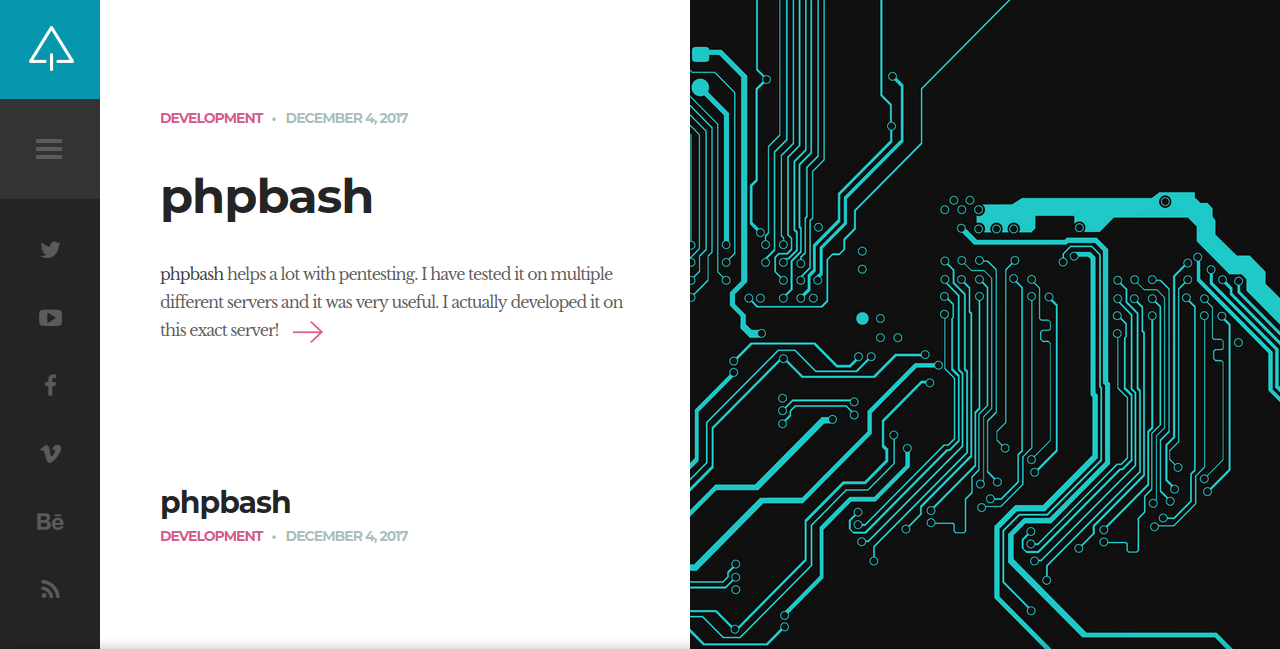 DEVELOPMENT • DECEMBER 4, 2017
phpbash
phpbash helps a lot with pentesting. I have tested it on multiple
different servers and it was very useful. I actually developed it on
this exact server!
phpbash
DEVELOPMENT • DECEMBER 4, 2017
Bē